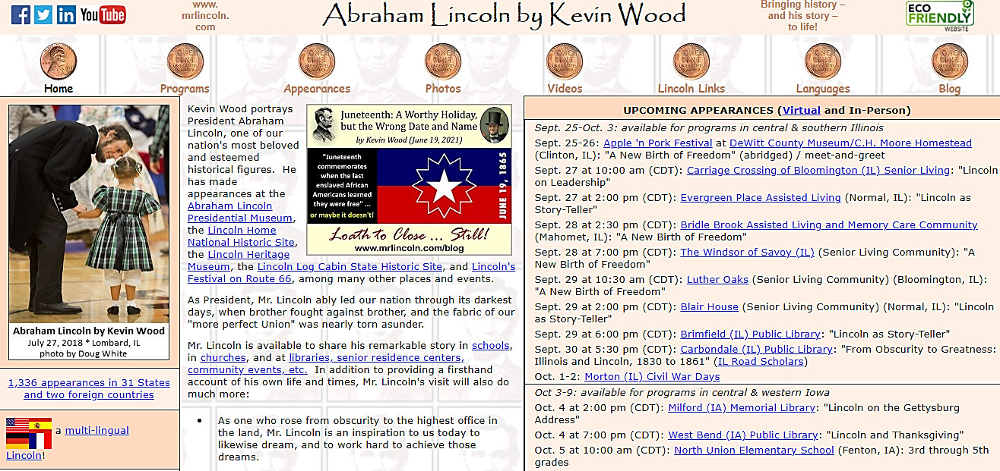 You Tube
www.
mrlincoln.
com
Abraham Lincoln by Kevin Wood
Bringing history –
and his story –
to life!
ECO
FRIENDLY
WEBSITE
Home
Programs
Appearances
Photos
Videos
Lincoln Links
Languages
Blog
Abraham Lincoln by Kevin Wood
July 27, 2018 * Lombard, IL
photo by Doug White
1,336 appearances in 31 States
and two foreign countries
a multi-lingual
Lincoln!
Kevin Wood portrays
President Abraham
Lincoln, one of our
nation's most beloved
and esteemed
historical figures. He
has made
appearances at the
Abraham Lincoln
Presidential Museum,
the Lincoln Home
National Historic Site,
the Lincoln Heritage
Museum, the Lincoln Log Cabin State Historic Site, and Lincoln's
Festival on Route 66, among many other places and events.
Juneteenth: A Worthy Holiday,
but the Wrong Date and Name
by Kevin Wood (June 19, 2021)
"Juneteenth
commemorates
when the last
enslaved African
Americans learned
they were free" ...
or maybe it doesn't!
JUNE 19, 1865
Loath to Close ... Still!
www.mrlincoln.com/blog
As President, Mr. Lincoln ably led our nation through its darkest
days, when brother fought against brother, and the fabric of our
"more perfect Union" was nearly torn asunder.
Mr. Lincoln is available to share his remarkable story in schools,
in churches, and at libraries, senior residence centers,
community events, etc. In addition to providing a firsthand
account of his own life and times, Mr. Lincoln's visit will also do
much more:
• As one who rose from obscurity to the highest office in
the land, Mr. Lincoln is an inspiration to us today to
likewise dream, and to work hard to achieve those
dreams.
UPCOMING APPEARANCES (Virtual and In-Person)
Sept. 25-Oct. 3: available for programs in central & southern Illinois
Sept. 25-26: Apple 'n Pork Festival at DeWitt County Museum/C.H. Moore Homestead
(Clinton, IL): "A New Birth of Freedom" (abridged) / meet-and-greet
Sept. 27 at 10:00 am (CDT): Carriage Crossing of Bloomington (IL) Senior Living: "Lincoln
on Leadership"
Sept. 27 at 2:00 pm (CDT): Evergreen Place Assisted Living (Normal, IL): "Lincoln as
Story-Teller"
Sept. 28 at 2:30 pm (CDT): Bridle Brook Assisted Living and Memory Care Community
(Mahomet, IL): "A New Birth of Freedom"
Sept. 28 at 7:00 pm (CDT): The Windsor of Savoy (IL) (Senior Living Community): "A
New Birth of Freedom"
Sept. 29 at 10:30 am (CDT): Luther Oaks (Senior Living Community) (Bloomington, IL):
"A New Birth of Freedom"
Sept. 29 at 2:00 pm (CDT): Blair House (Senior Living Community) (Normal, IL): "Lincoln
as Story-Teller"
Sept. 29 at 6:00 pm (CDT): Brimfield (IL) Public Library: "Lincoln as Story-Teller"
Sept. 30 at 5:30 pm (CDT): Carbondale (IL) Public Library: "From Obscurity to Greatness:
Illinois and Lincoln, 1830 to 1861" (IL Road Scholars)
Oct. 1-2: Morton (IL) Civil War Days
Oct 3-9: available for programs in central & western Iowa
Oct. 4 at 2:00 pm (CDT): Milford (IA) Memorial Library: "Lincoln on the Gettysburg
Address"
Oct. 4 at 7:00 pm (CDT): West Bend (IA) Public Library: "Lincoln and Thanksgiving"
Oct. 5 at 10:00 am (CDT): North Union Elementary School (Fenton, IA): 3rd through 5th
grades